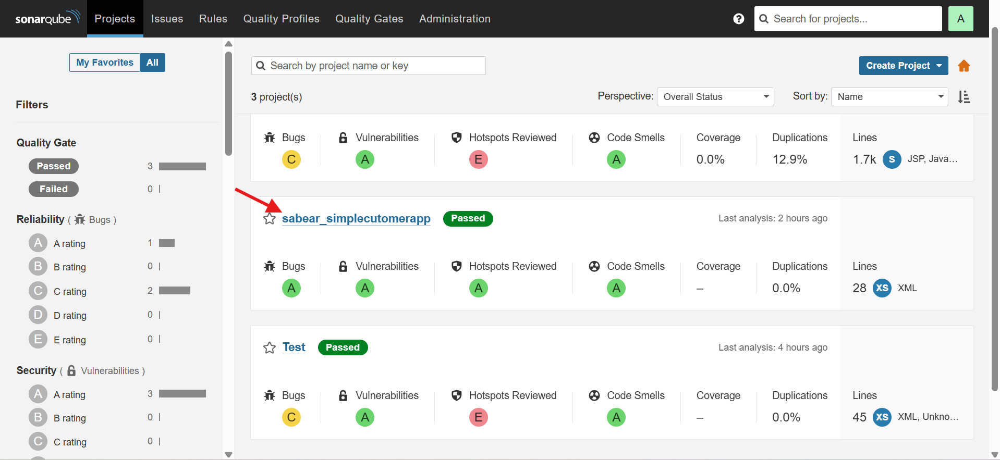 sonarqube Projects Issues Rules Quality Profiles Quality Gates Administration ? Search for projects... A
My Favorites All
Filters
Quality Gate
Passed 3
Failed 0
Reliability ( Bugs )
A A rating 1
B B rating 0
C C rating 2
D D rating 0
E E rating 0
Security ( Vulnerabilities )
A A rating 3
B B rating 0
C C rating 0
Search by project name or key
Create Project
3 project(s)
Perspective: Overall Status
Sort by: Name
Bugs Vulnerabilities Hotspots Reviewed Code Smells Coverage Duplications Lines
C A E A 0.0% 12.9% 1.7k S JSP, Java...
sabear_simplecutomerapp Passed Last analysis: 2 hours ago
Bugs Vulnerabilities Hotspots Reviewed Code Smells Coverage Duplications Lines
A A A A – 0.0% 28 XS XML
Test Passed Last analysis: 4 hours ago
Bugs Vulnerabilities Hotspots Reviewed Code Smells Coverage Duplications Lines
C A E A – 0.0% 45 XS XML, Unkno...